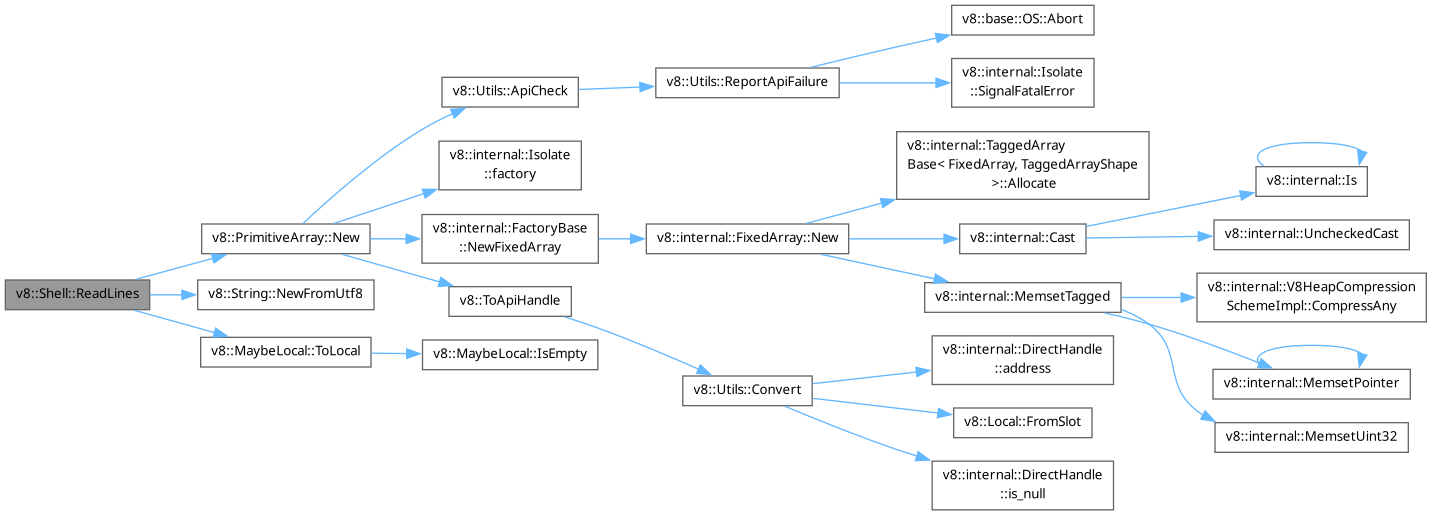 v8::Shell::ReadLines
v8::PrimitiveArray::New
v8::String::NewFromUtf8
v8::MaybeLocal::ToLocal
v8::Utils::ApiCheck
v8::internal::Isolate
::factory
v8::internal::FactoryBase
::NewFixedArray
v8::ToApiHandle
v8::MaybeLocal::IsEmpty
v8::Utils::ReportApiFailure
v8::internal::FixedArray::New
v8::Utils::Convert
v8::base::OS::Abort
v8::internal::Isolate
::SignalFatalError
v8::internal::TaggedArray
Base< FixedArray, TaggedArrayShape
>::Allocate
v8::internal::Cast
v8::internal::MemsetTagged
v8::internal::DirectHandle
::address
v8::Local::FromSlot
v8::internal::DirectHandle
::is_null
v8::internal::Is
v8::internal::UncheckedCast
v8::internal::V8HeapCompression
SchemeImpl::CompressAny
v8::internal::MemsetPointer
v8::internal::MemsetUint32